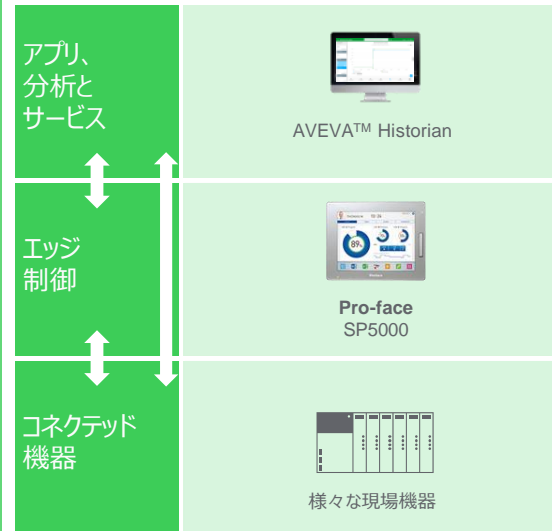 アプリ、
分析と
サービス
AVEVA™ Historian
エッジ
制御
89%
Pro-face
SP5000
コネクテッド
機器
様々な現場機器